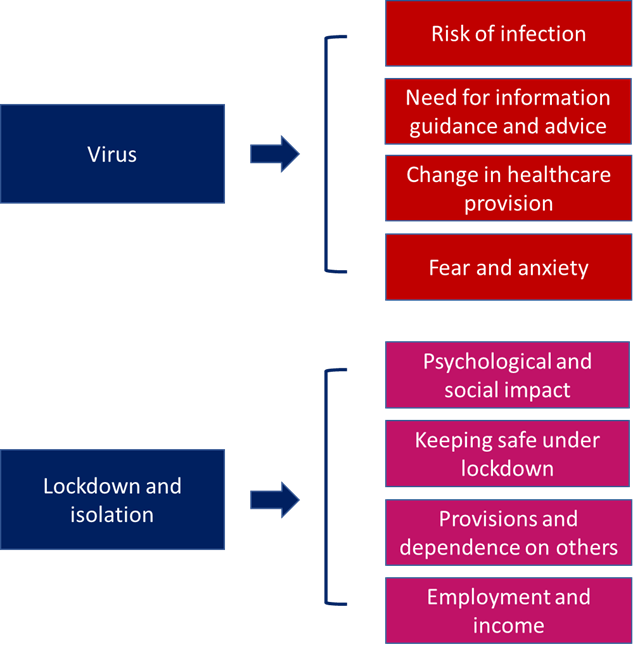 Virus
Risk of infection
Need for information
guidance and advice
Change in healthcare
provision
Fear and anxiety
Lockdown and
isolation
Psychological and
social impact
Keeping safe under
lockdown
Provisions and
dependence on others
Employment and
income